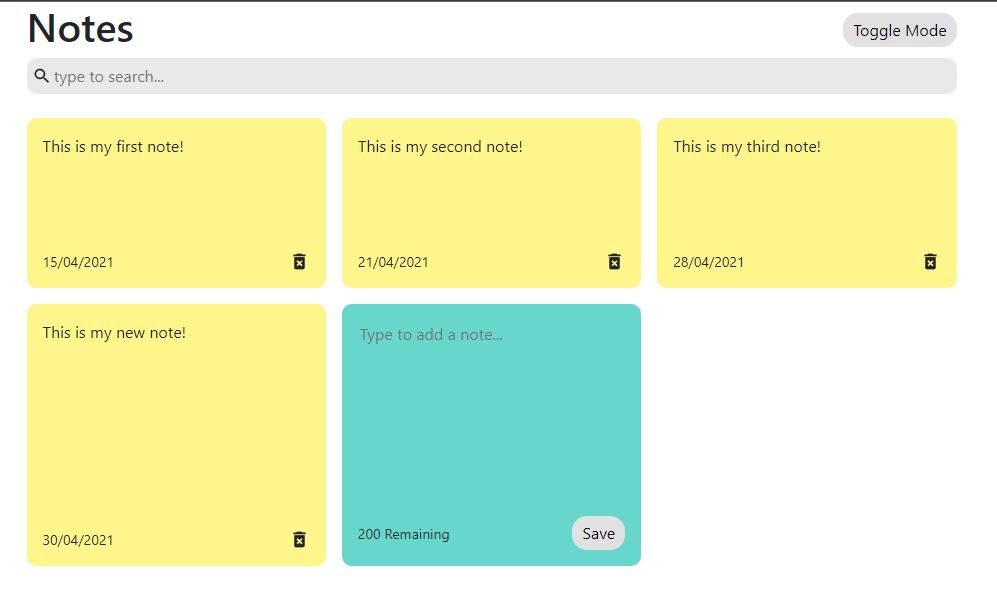 Notes
Toggle Mode
type to search...
This is my first note!
This is my second note!
This is my third note!
15/04/2021
21/04/2021
28/04/2021
This is my new note!
Type to add a note...
30/04/2021
200 Remaining
Save